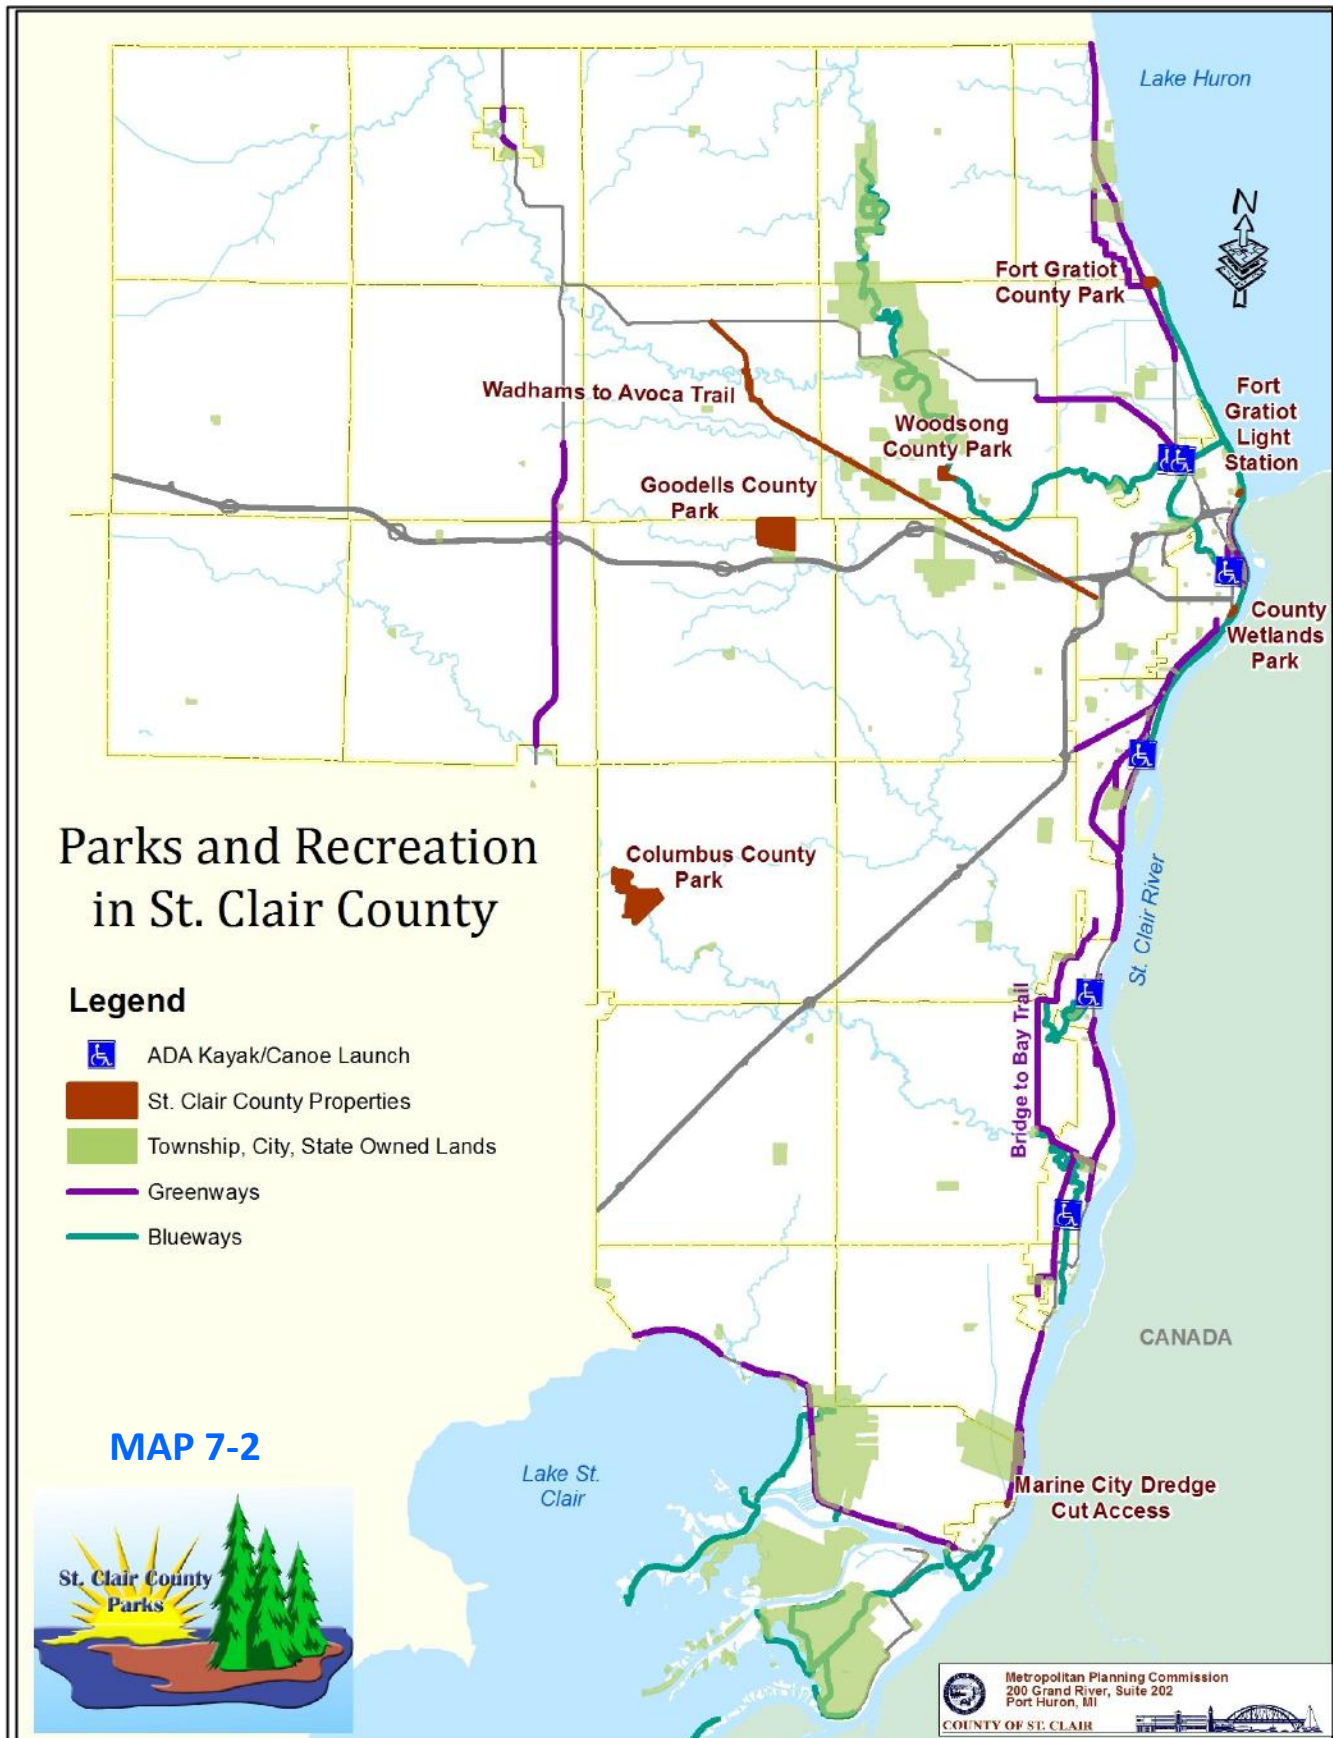 Lake Huron
N
Fort Gratiot
County Park
Wadhams to Avoca Trail
Fort
Gratiot
Light
Station
Woodsong
County Park
Goodells County
Park
County
Wetlands
Park
Parks and Recreation
in St. Clair County
Columbus County
Park
St. Clair River
Legend
ADA Kayak/Canoe Launch
St. Clair County Properties
Township, City, State Owned Lands
Greenways
Blueways
Bridge to Bay Trail
CANADA
MAP 7-2
Lake St.
Clair
Marine City Dredge
Cut Access
St. Clair County
Parks
Metropolitan Planning Commission
200 Grand River, Suite 202
Port Huron, MI
COUNTY OF ST. CLAIR